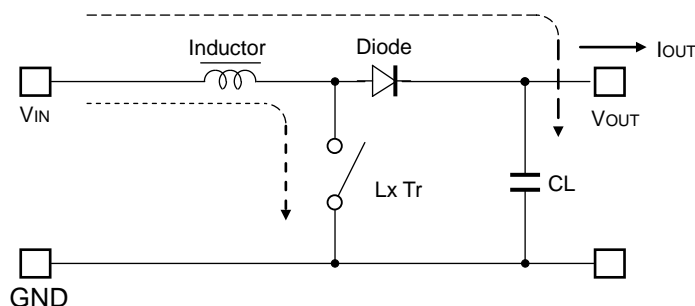 Inductor
Diode
IOUT
VIN
VOUT
Lx Tr
CL
GND